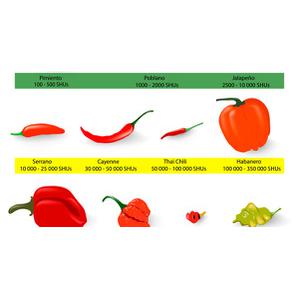 Pimiento Poblano Jalapeño
100 - 500 SHUs 1000 - 2000 SHUs 2500 - 10 000 SHUs
Serrano Cayenne Thai Chili Habanero
10 000 - 25 000 SHUs 30 000 - 50 000 SHUs 50 000 - 100 000 SHUs 100 000 - 350 000 SHUs